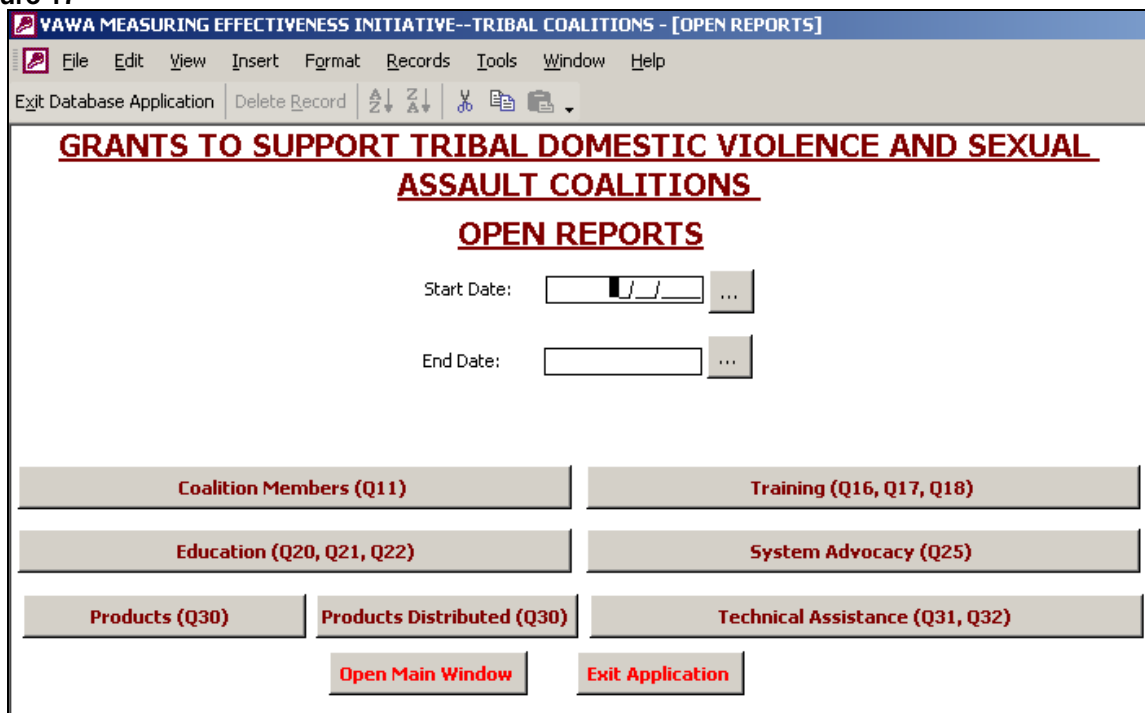 VAWA MEASURING EFFECTIVENESS INITIATIVE--TRIBAL COALITIONS - [OPEN REPORTS]
File Edit View Insert Format Records Tools Window Help
Exit Database Application Delete Record
GRANTS TO SUPPORT TRIBAL DOMESTIC VIOLENCE AND SEXUAL
ASSAULT COALITIONS
OPEN REPORTS
Start Date: _/__/____ ...
End Date: ...
Coalition Members (Q11) Training (Q16, Q17, Q18)
Education (Q20, Q21, Q22) System Advocacy (Q25)
Products (Q30) Products Distributed (Q30) Technical Assistance (Q31, Q32)
Open Main Window Exit Application